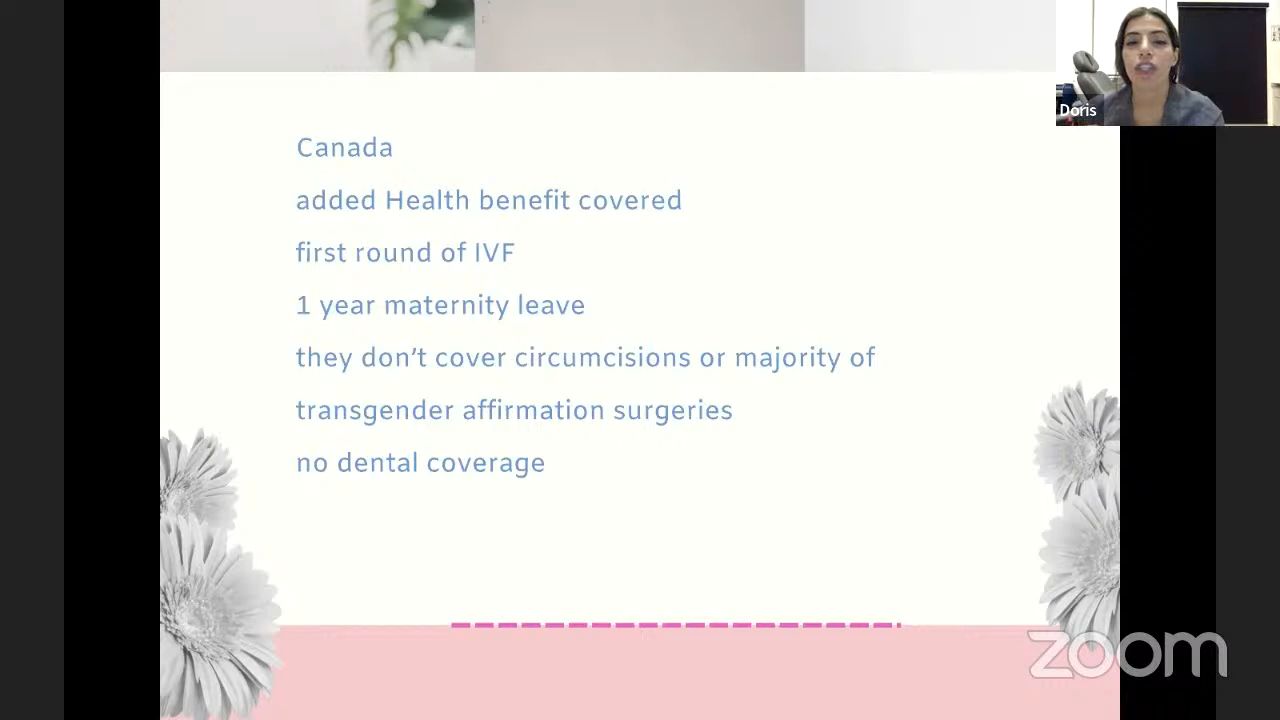 Doris
Canada
added Health benefit covered
first round of IVF
1 year maternity leave
they don’t cover circumcisions or majority of
transgender affirmation surgeries
no dental coverage
zoom